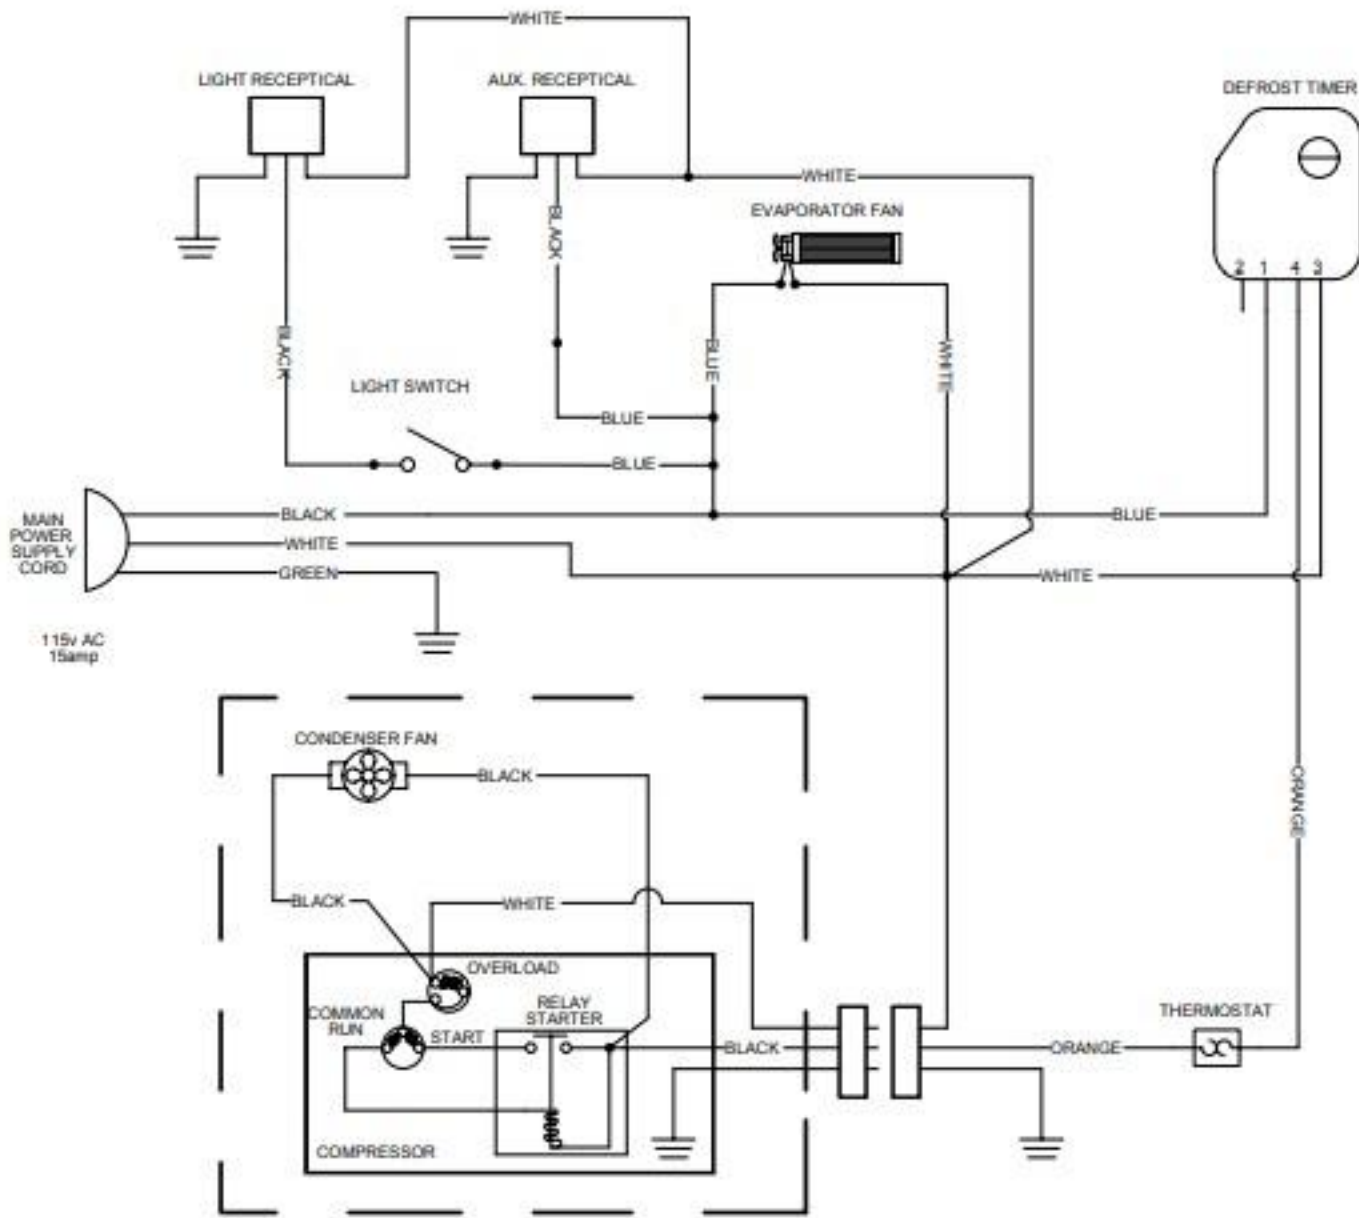 WHITE
LIGHT RECEPTICAL
AUX. RECEPTICAL
DEFROST TIMER
WHITE
EVAPORATOR FAN
BLACK
2 1 4 3
BLACK
BLUE
WHITE
LIGHT SWITCH
BLUE
BLUE
MAIN
POWER
SUPPLY
CORD
BLACK
BLUE
WHITE
GREEN
WHITE
115v AC
15amp
CONDENSER FAN
BLACK
ORANGE
BLACK
WHITE
OVERLOAD
COMMON
RUN
START
RELAY
STARTER
THERMOSTAT
BLACK
ORANGE
COMPRESSOR